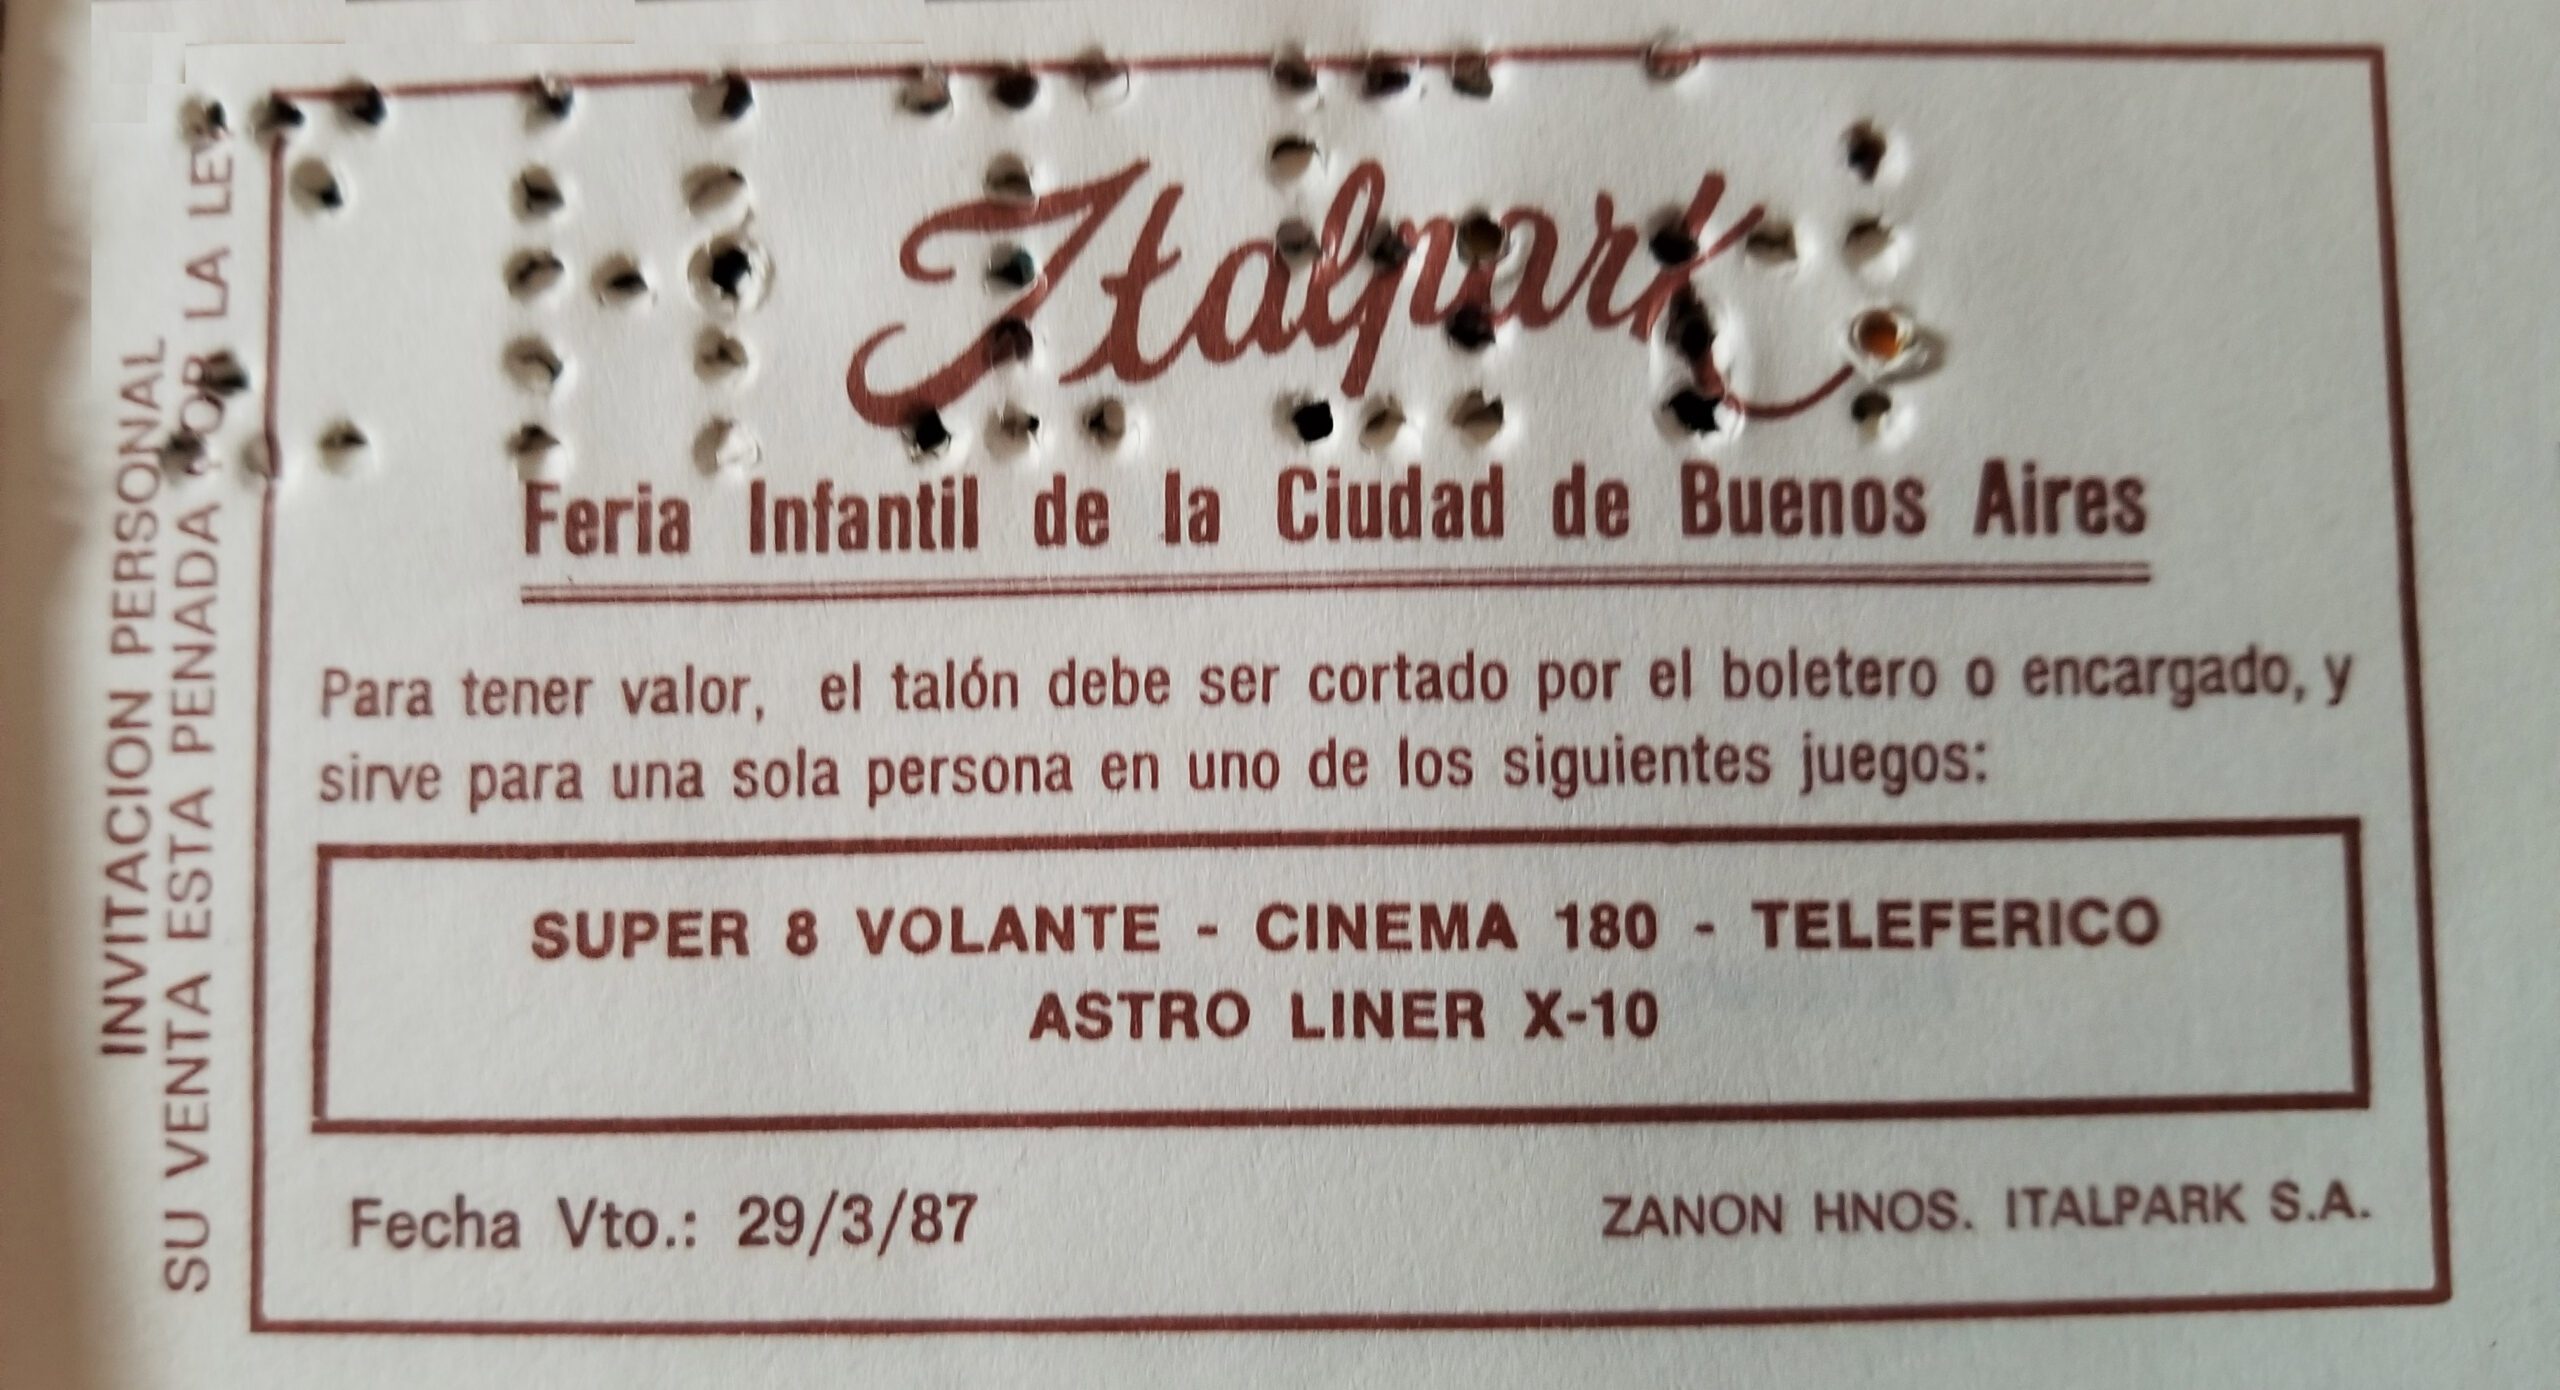 Italpark
Feria Infantil de la Ciudad de Buenos Aires
Para tener valor, el talón debe ser cortado por el boletero o encargado, y
sirve para una sola persona en uno de los siguientes juegos:
SUPER 8 VOLANTE - CINEMA 180 - TELEFERICO
ASTRO LINER X-10
Fecha Vto.: 29/3/87
ZANON HNOS. ITALPARK S.A.
INVITACION PERSONAL
SU VENTA ESTA PENADA POR LA LEY